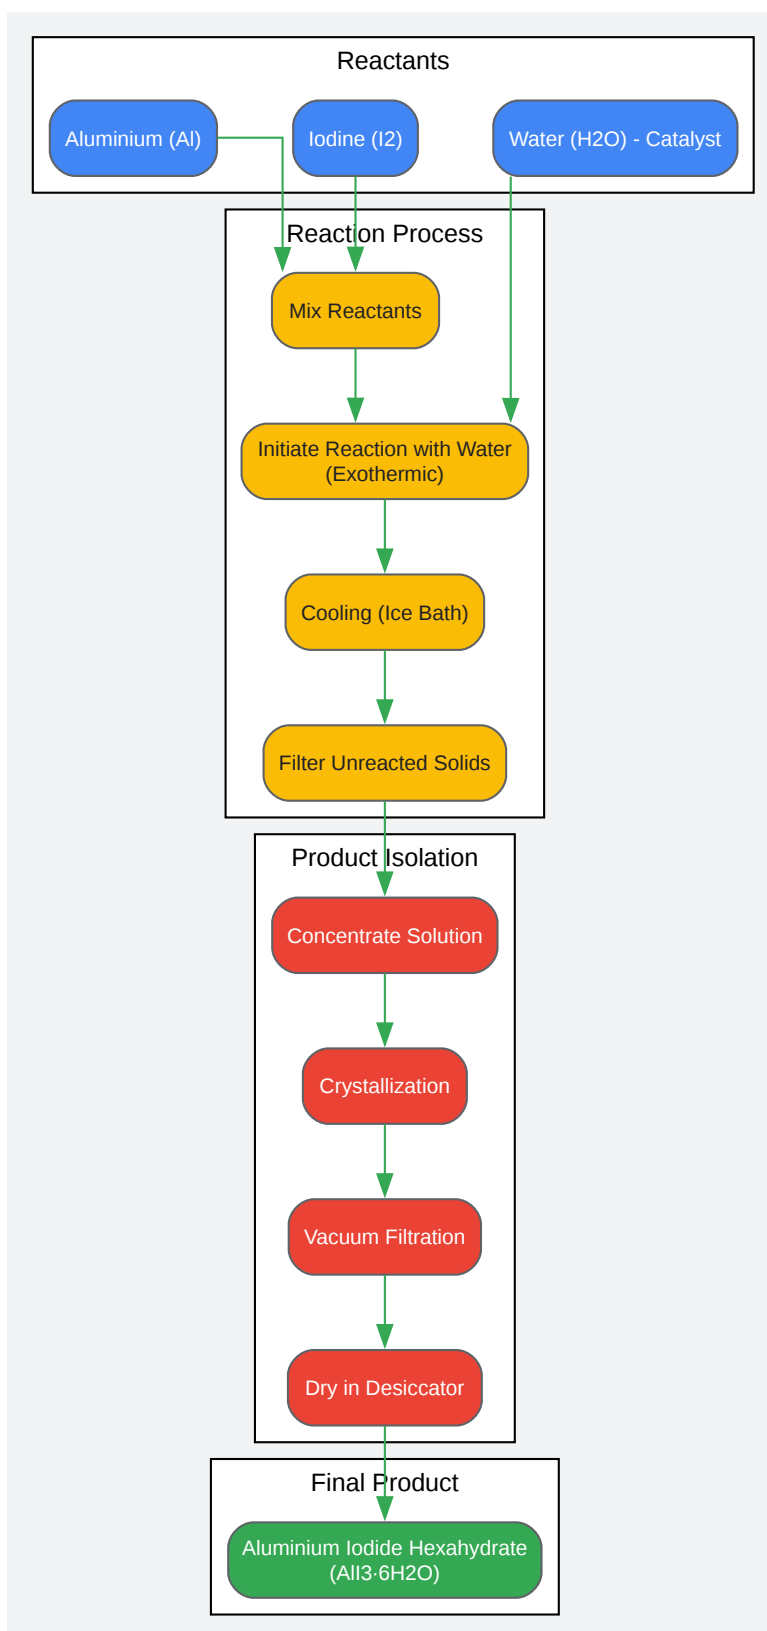 Reactants
Aluminium (Al)
Iodine (I2)
Water (H2O) - Catalyst
Reaction Process
Mix Reactants
Initiate Reaction with Water
(Exothermic)
Cooling (Ice Bath)
Filter Unreacted Solids
Product Isolation
Concentrate Solution
Crystallization
Vacuum Filtration
Dry in Desiccator
Final Product
Aluminium Iodide Hexahydrate
(AlI3·6H2O)